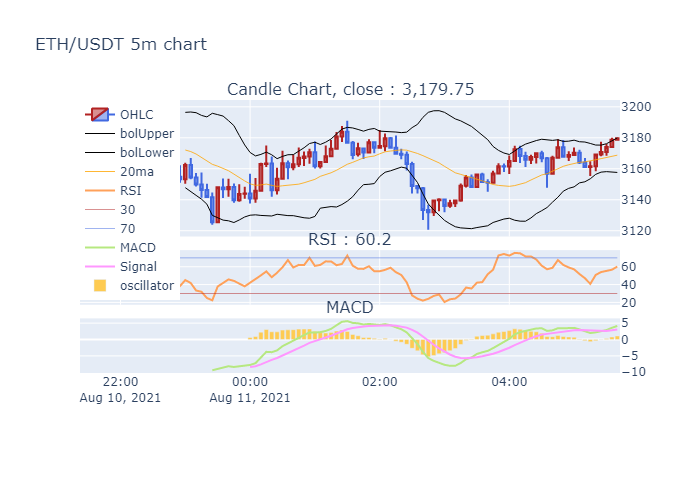 ETH/USDT 5m chart
Candle Chart, close : 3,179.75
OHLC
bolUpper
bolLower
20ma
RSI
30
70
MACD
Signal
oscillator
3200
3180
3160
3140
3120
RSI : 60.2
60
40
20
MACD
5
0
−5
−10
22:00
Aug 10, 2021
00:00
Aug 11, 2021
02:00
04:00